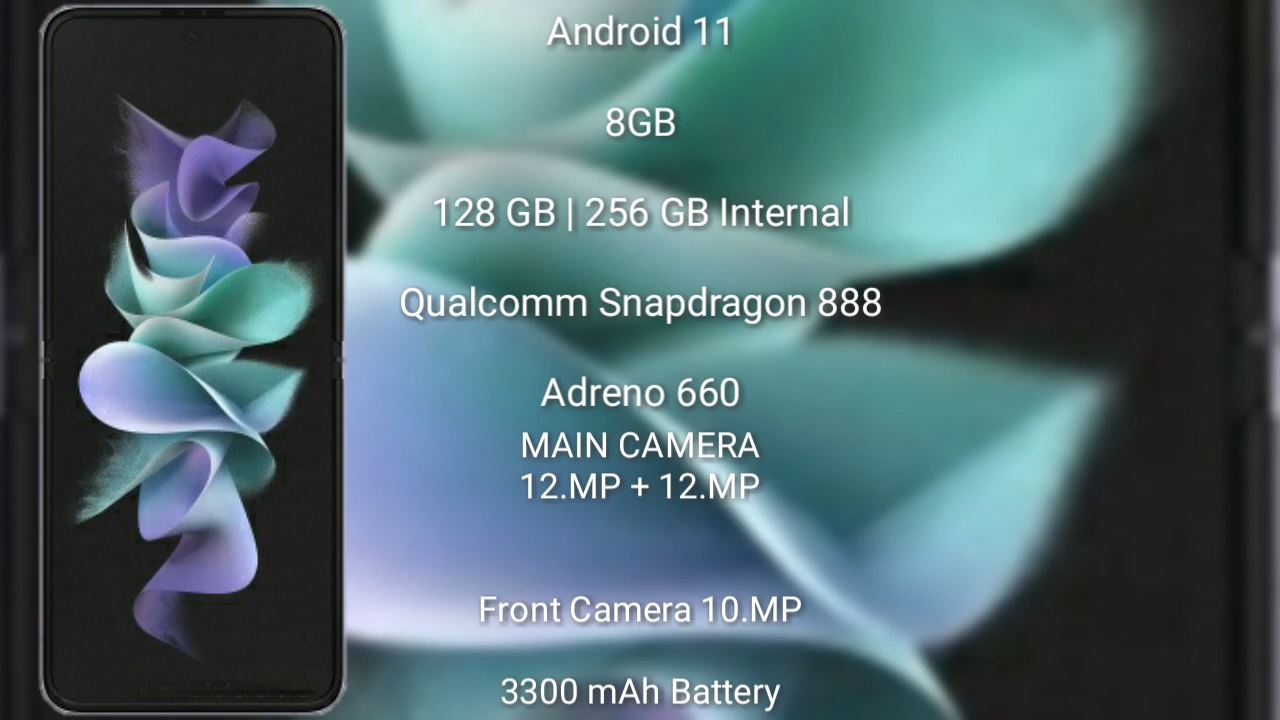 Android 11
8GB
128 GB | 256 GB Internal
Qualcomm Snapdragon 888
Adreno 660
MAIN CAMERA
12.MP + 12.MP
Front Camera 10.MP
3300 mAh Battery